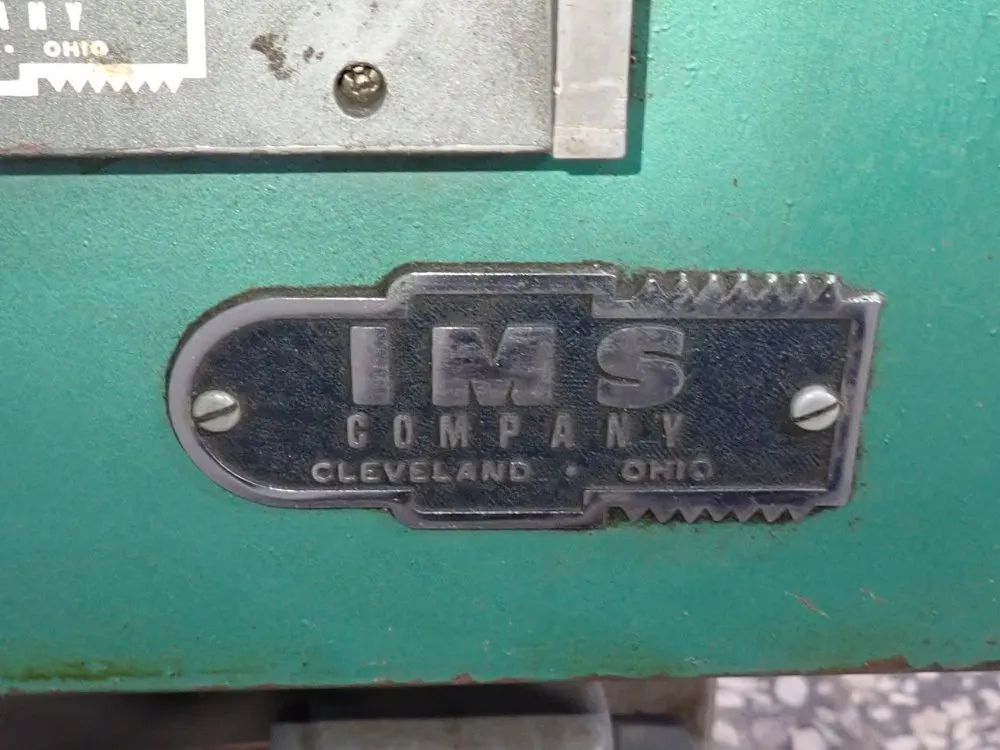 ANY
• OHIO
IMS
COMPANY
CLEVELAND • OHIO